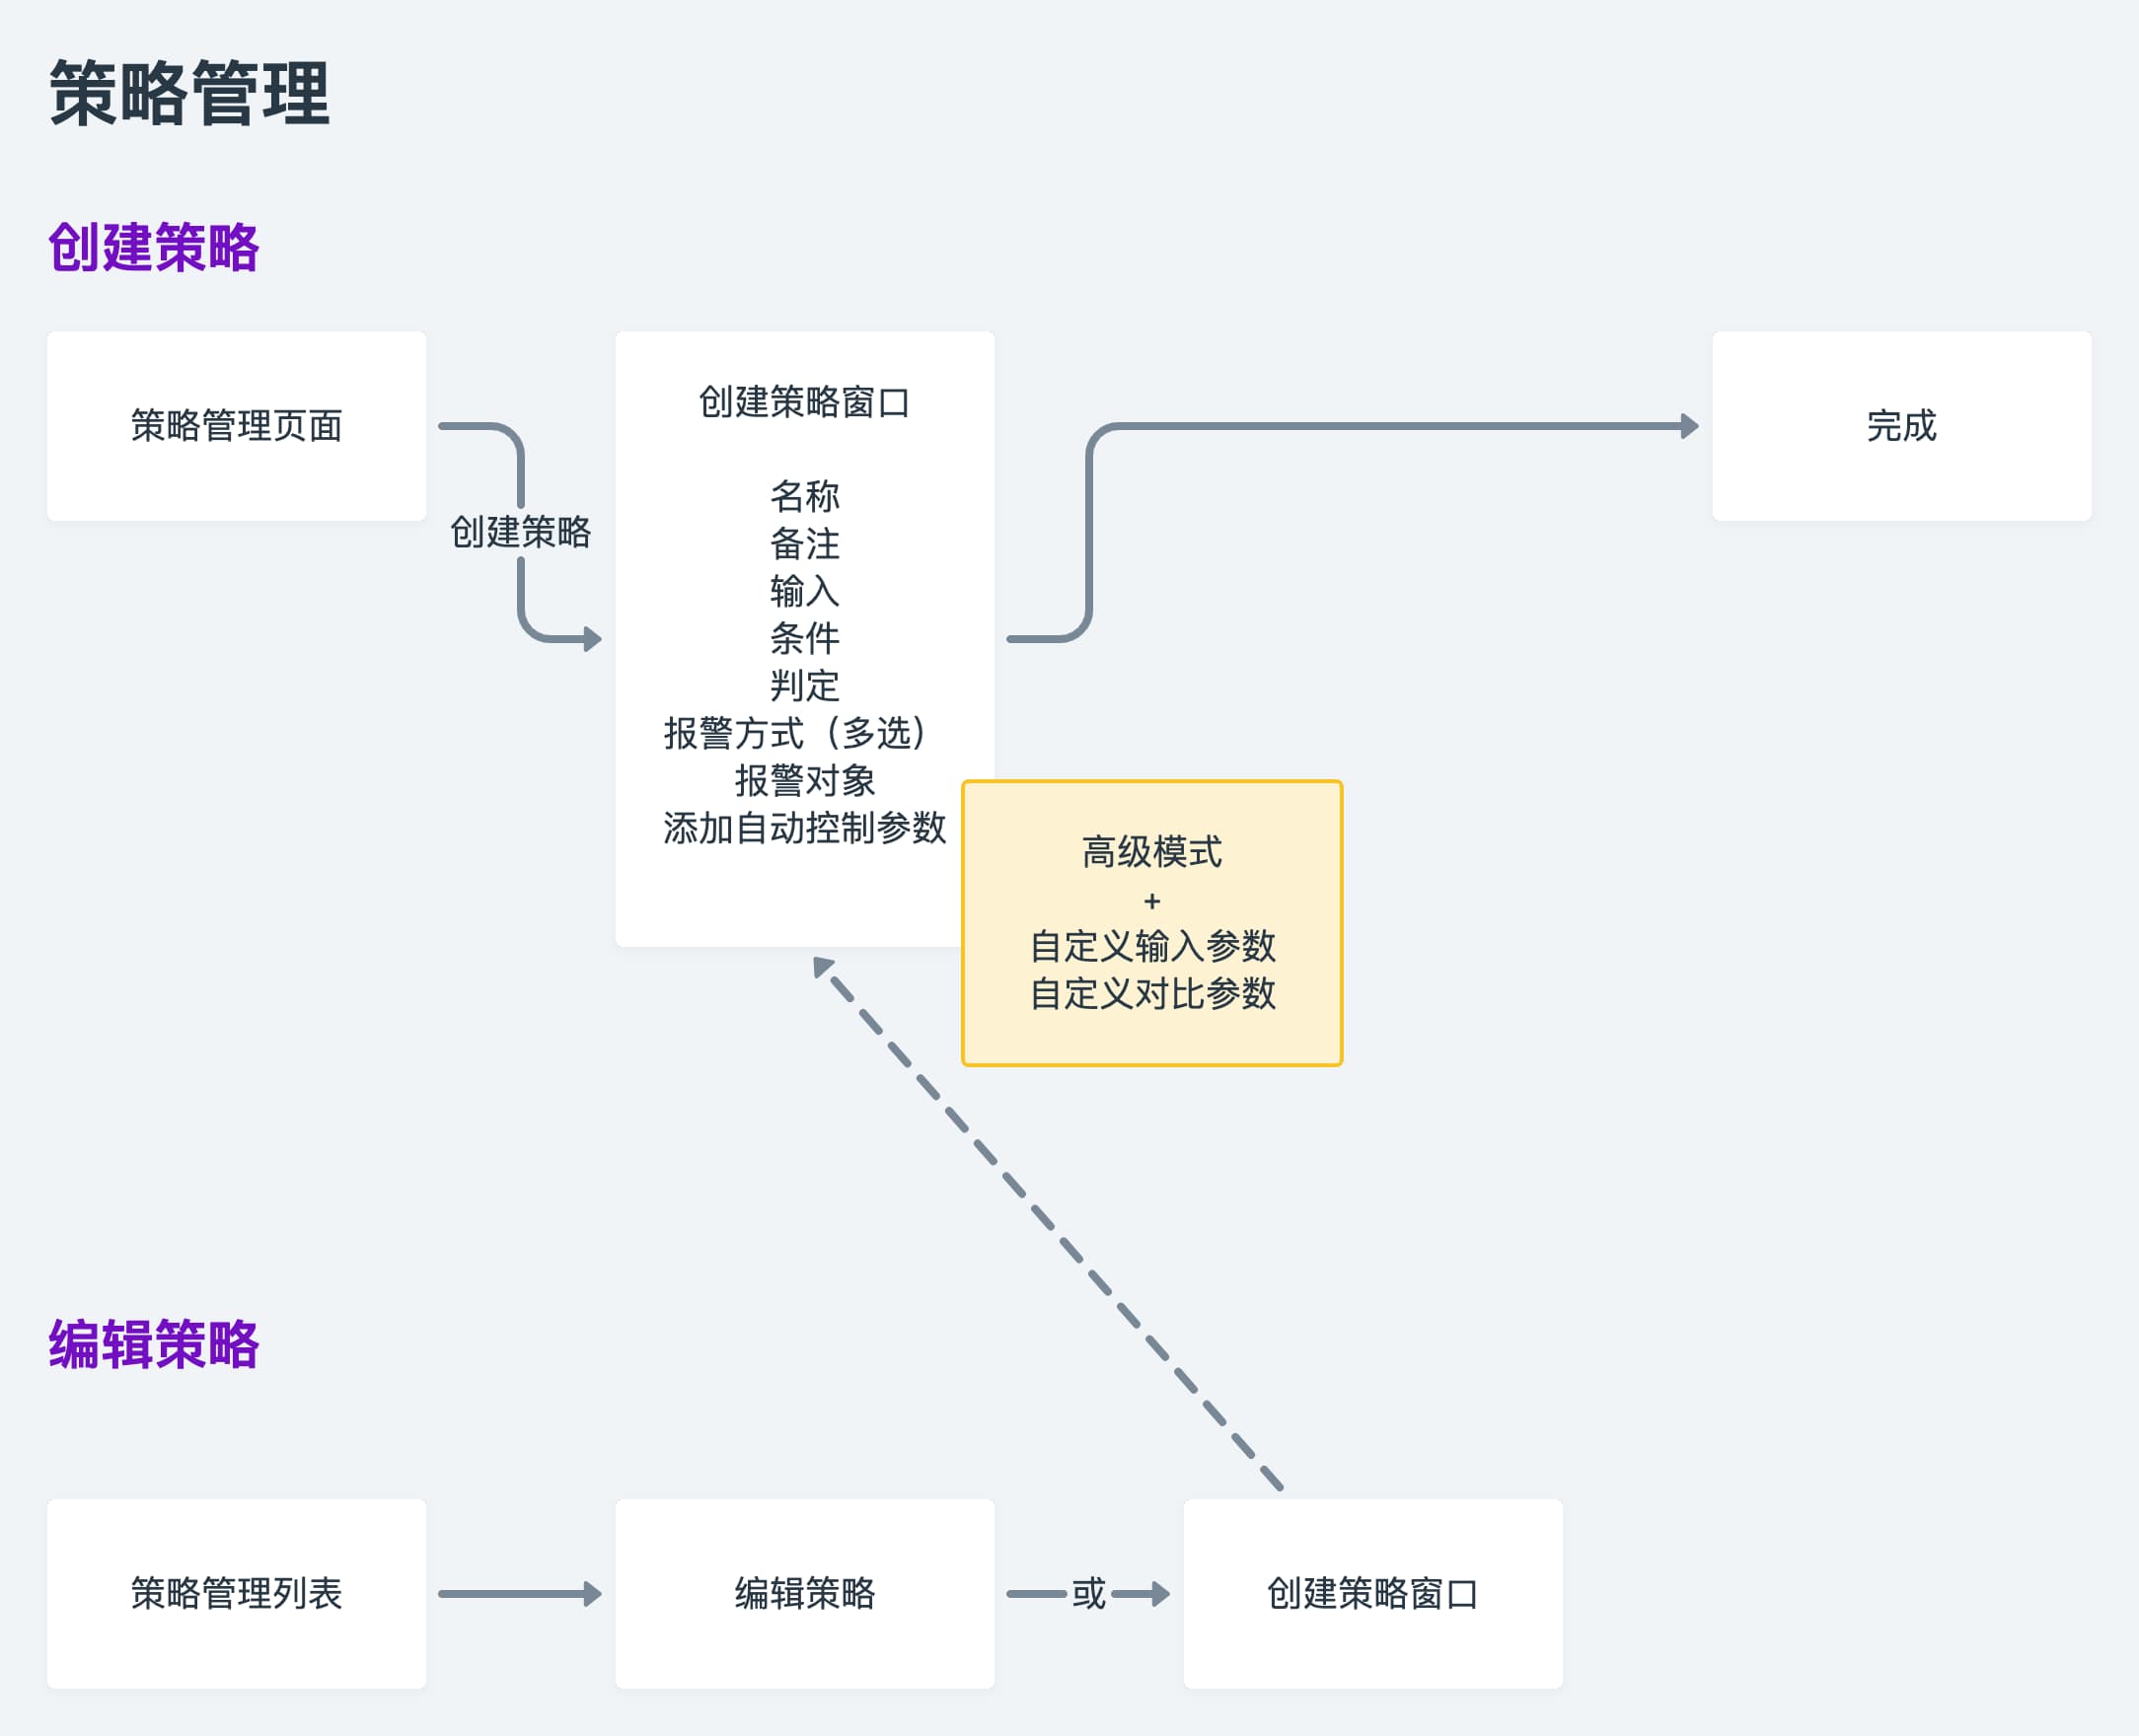 策略管理
创建策略
策略管理页面
创建策略
创建策略窗口
名称
备注
输入
条件
判定
报警方式（多选）
报警对象
添加自动控制参数
完成
高级模式
+
自定义输入参数
自定义对比参数
编辑策略
策略管理列表
编辑策略
或
创建策略窗口